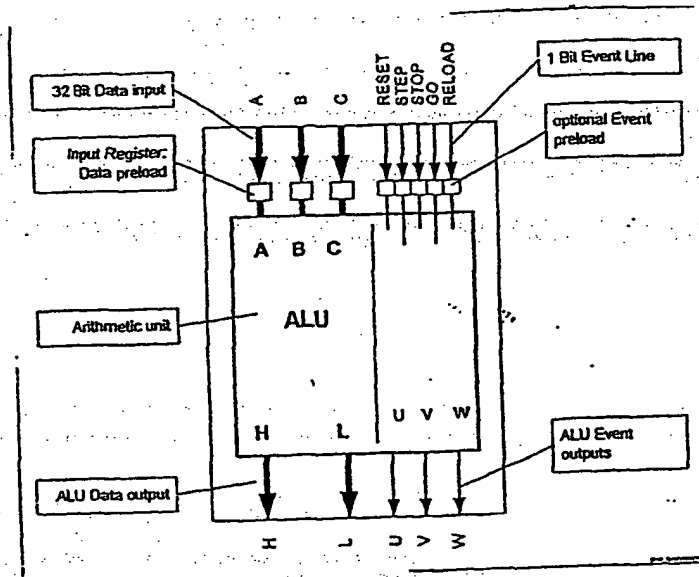 32 Bit Data input
A
B
C
RESET
STEP
STOP
GO
RELOAD
1 Bit Event Line
Input Register:
Data preload
optional Event
preload
A B C
ALU
Arithmetic unit
H L U V W
ALU Event
outputs
ALU Data output
H
L
U
V
W